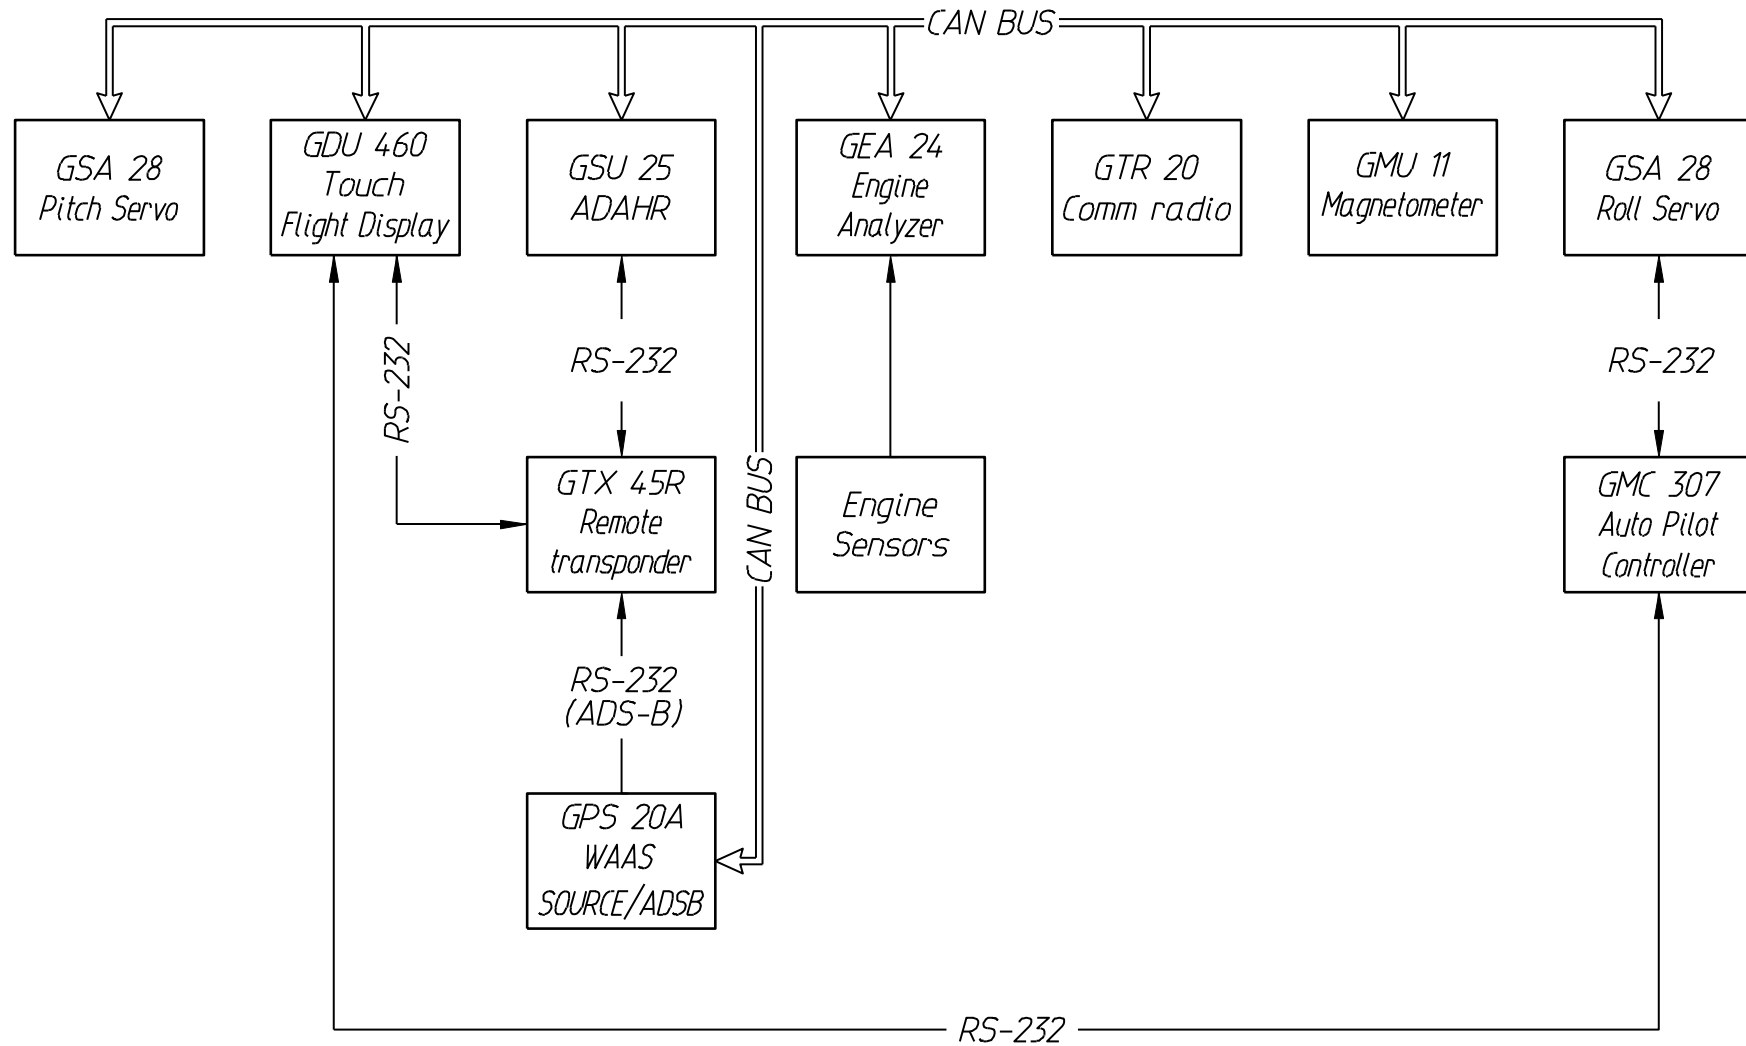 CAN BUS
GSA 28
Pitch Servo
GDU 460
Touch
Flight Display
GSU 25
ADAHR
GEA 24
Engine
Analyzer
GTR 20
Comm radio
GMU 11
Magnetometer
GSA 28
Roll Servo
RS-232
RS-232
RS-232
GTX 45R
Remote
transponder
CAN BUS
Engine
Sensors
GMC 307
Auto Pilot
Controller
RS-232
(ADS-B)
GPS 20A
WAAS
SOURCE/ADSB
RS-232